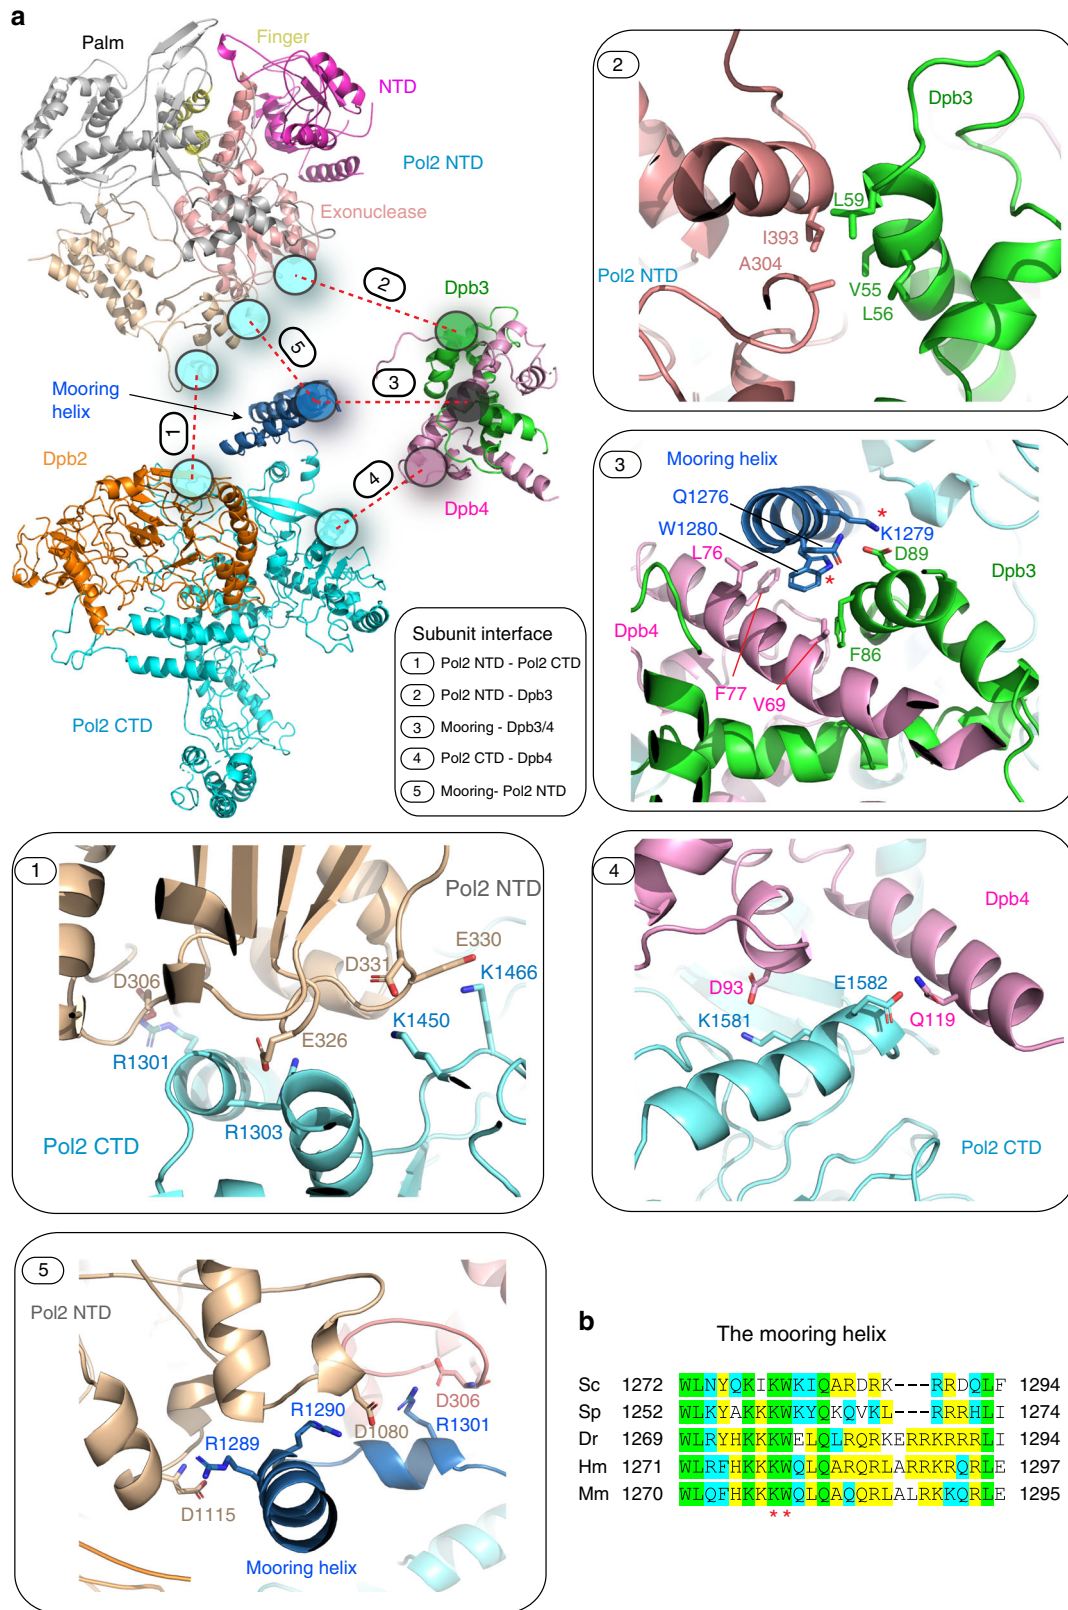 a
Palm
Finger
NTD
Pol2 NTD
Exonuclease
2
Dpb3
5
3
Mooring
helix
1
Dpb2
4
Dpb4
Pol2 CTD
Subunit interface
1 Pol2 NTD - Pol2 CTD
2 Pol2 NTD - Dpb3
3 Mooring - Dpb3/4
4 Pol2 CTD - Dpb4
5 Mooring- Pol2 NTD
2
Dpb3
L59
I393
A304
Pol2 NTD
V55
L56
3
Mooring helix
Q1276
*
K1279
W1280
L76
D89
Dpb3
*
Dpb4
F86
F77
V69
1
Pol2 NTD
E330
D331
K1466
D306
K1450
E326
R1301
R1303
Pol2 CTD
4
Dpb4
D93
E1582
K1581
Q119
Pol2 CTD
5
Pol2 NTD
D306
R1290
D1080
R1301
R1289
D1115
Mooring helix
b
The mooring helix
Sc 1272 WLNYQKIKWKIQARDRK---RRDQLF 1294
Sp 1252 WLKYAKKKWKYQKQVKL---RRRHLI 1274
Dr 1269 WLRYHKKKWELQLRQRKERRKRRRLI 1294
Hm 1271 WLRFHKKKWQLQARQRLARRKRQRLE 1297
Mm 1270 WLQFHKKKWQLQAQQRLALRKKQRLE 1295
**